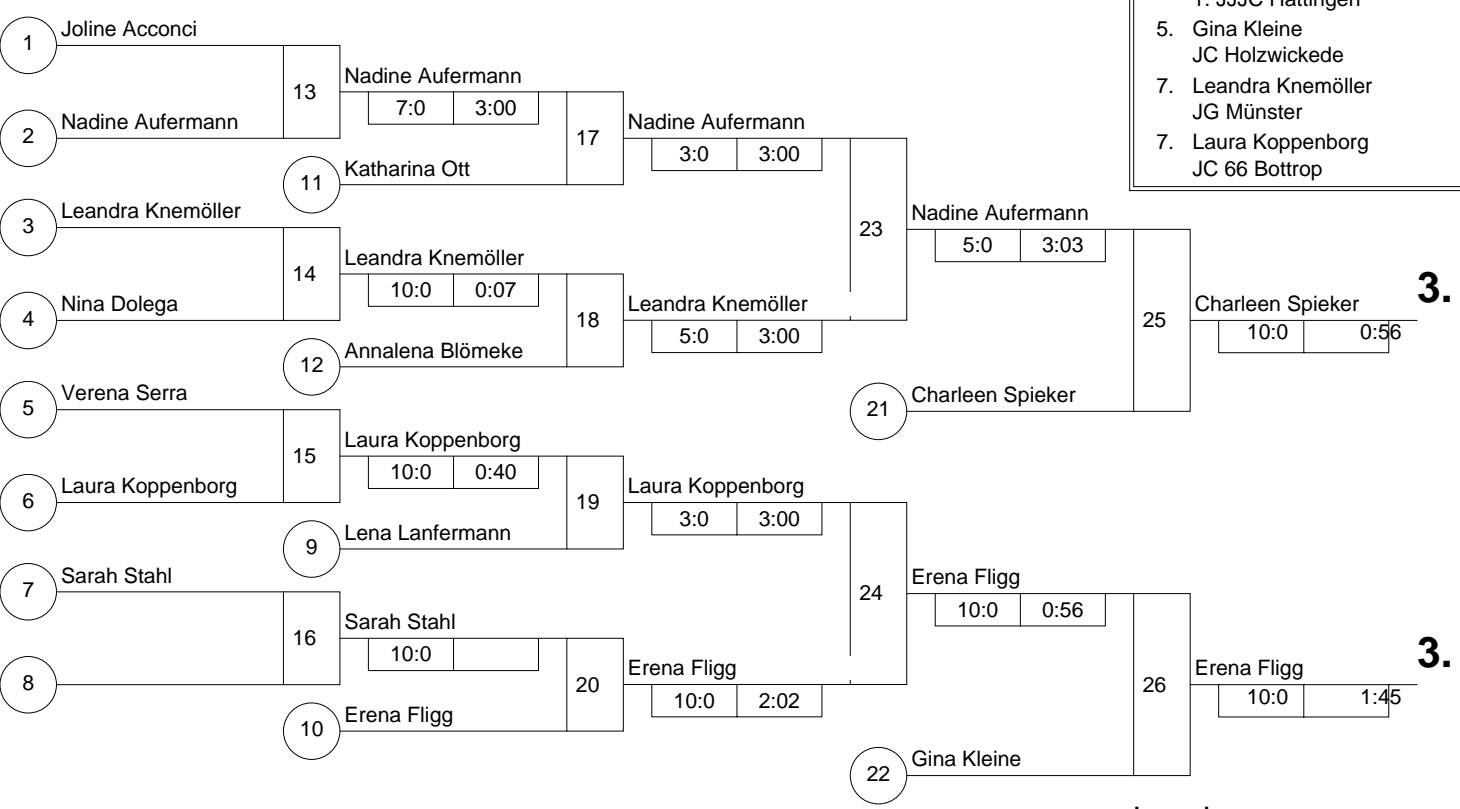 1. JJJC Hattingen
5. Gina Kleine
JC Holzwickede
7. Leandra Knemöller
JG Münster
7. Laura Koppenborg
JC 66 Bottrop
1 Joline Acconci
13
Nadine Aufermann
7:0 3:00
2 Nadine Aufermann
17
Nadine Aufermann
3:0 3:00
11 Katharina Ott
3 Leandra Knemöller
23
Nadine Aufermann
5:0 3:03
14
Leandra Knemöller
10:0 0:07
4 Nina Dolega
18
Leandra Knemöller
5:0 3:00
25
Charleen Spieker
10:0 0:56
3.
12 Annalena Blömeke
5 Verena Serra
21 Charleen Spieker
15
Laura Koppenborg
10:0 0:40
6 Laura Koppenborg
19
Laura Koppenborg
3:0 3:00
9 Lena Lanfermann
7 Sarah Stahl
24
Erena Fligg
10:0 0:56
16
Sarah Stahl
10:0
8
20
Erena Fligg
10:0 2:02
26
Erena Fligg
10:0 1:45
3.
10 Erena Fligg
22 Gina Kleine